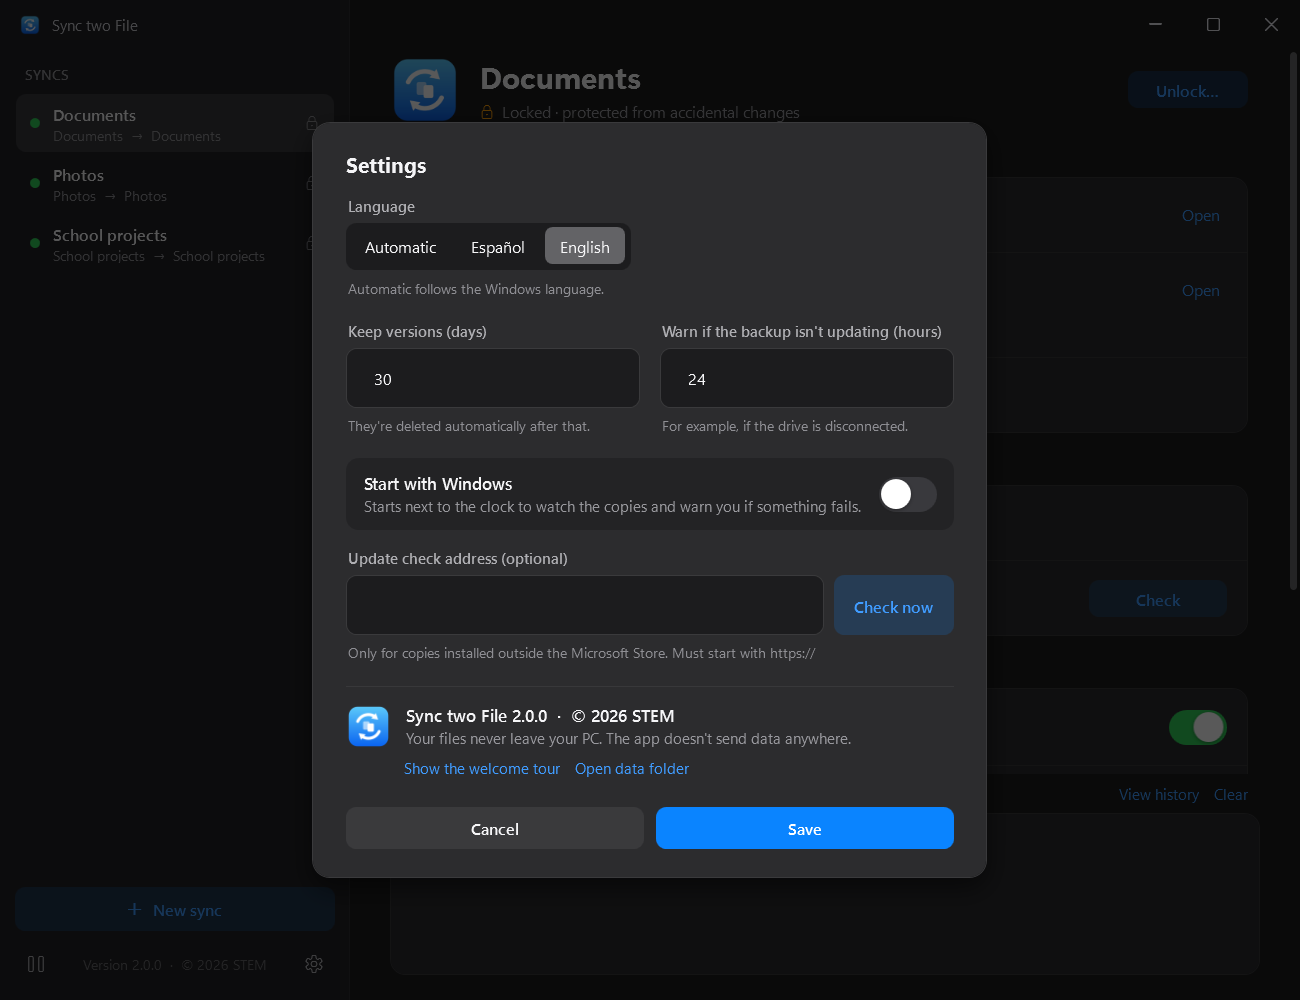 Sync two File
SYNCS
Documents
Documents → Documents
Photos
Photos → Photos
School projects
School projects → School projects
+ New sync
Version 2.0.0 · © 2026 STEM
Documents
Locked · protected from accidental changes
Unlock...
Open
Open
Check
View history Clear
Settings
Language
Automatic Español English
Automatic follows the Windows language.
Keep versions (days) Warn if the backup isn't updating (hours)
30 24
They're deleted automatically after that. For example, if the drive is disconnected.
Start with Windows
Starts next to the clock to watch the copies and warn you if something fails.
Update check address (optional)
Check now
Only for copies installed outside the Microsoft Store. Must start with https://
Sync two File 2.0.0 · © 2026 STEM
Your files never leave your PC. The app doesn't send data anywhere.
Show the welcome tour Open data folder
Cancel Save